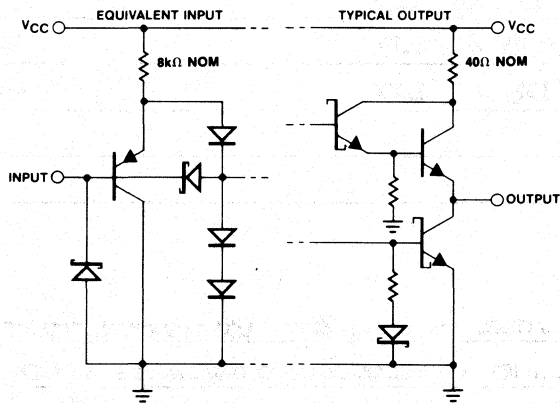 EQUIVALENT INPUT
TYPICAL OUTPUT
VCC
VCC
8kΩ NOM
40Ω NOM
INPUT
OUTPUT